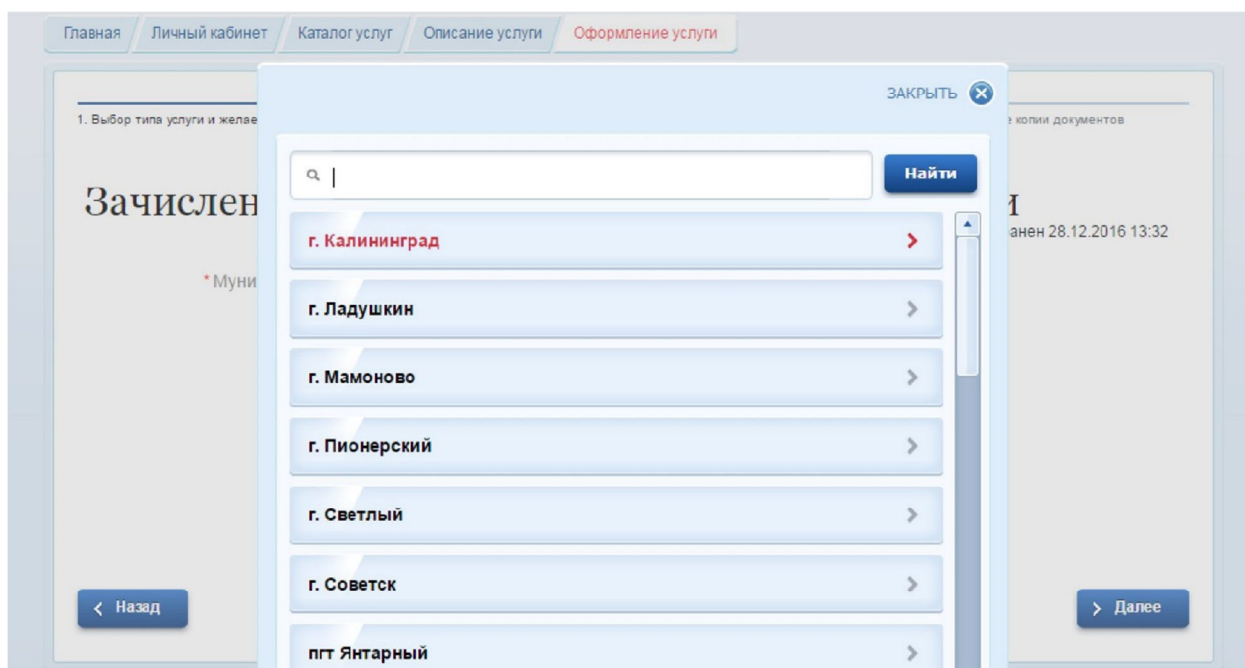 Главная Личный кабинет Каталог услуг Описание услуги Оформление услуги
ЗАКРЫТЬ
1. Выбор типа услуги и желае
е копии документов
Найти
Зачислен
и
г. Калининград
анен 28.12.2016 13:32
*Муни
г. Ладушкин
г. Мамоново
г. Пионерский
г. Светлый
г. Советск
Назад
Далее
пгт Янтарный